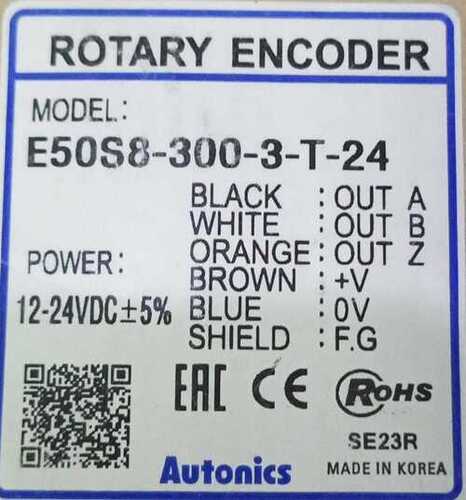 ROTARY ENCODER
MODEL:
E50S8-300-3-T-24
BLACK : OUT A
WHITE : OUT B
ORANGE : OUT Z
POWER:
BROWN : +V
12-24VDC±5%
BLUE : 0V
SHIELD : F.G
EAC CE RoHS
SE23R
Autonics
MADE IN KOREA